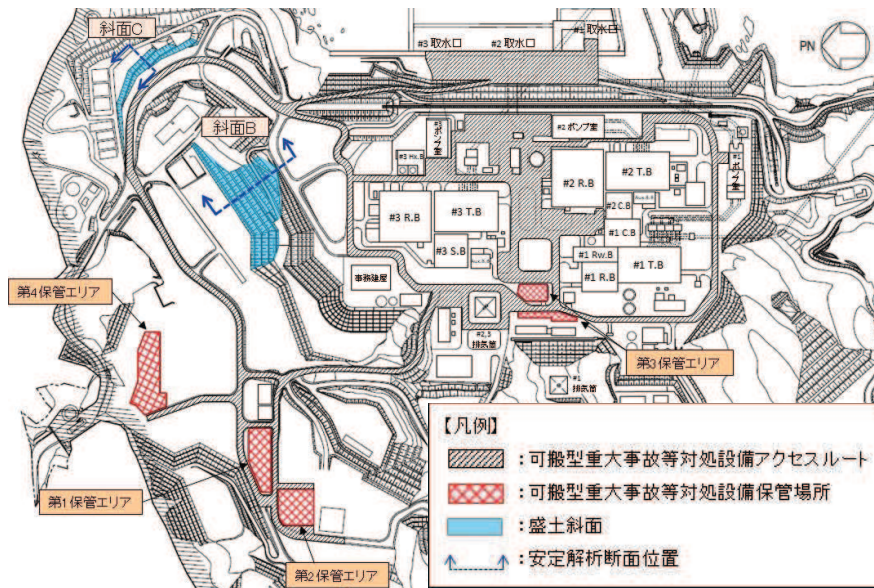 斜面C
#3 取水口
#2 取水口
#1 取水口
PN
斜面B
#3 ポンプ室
#2 ポンプ室
#1 ポンプ室
#3 Hx.B
#2 R.B
#2 T.B
#2 C.B
#1 C.B
#3 R.B
#3 T.B
#3 S.B
#1 Rw.B
#1 R.B
#1 T.B
事務建屋
第4保管エリア
#2,3
排気筒
第3保管エリア
#1
排気筒
【凡例】
:可搬型重大事故等対処設備アクセスルート
:可搬型重大事故等対処設備保管場所
:盛土斜面
:安定解析断面位置
第1保管エリア
第2保管エリア